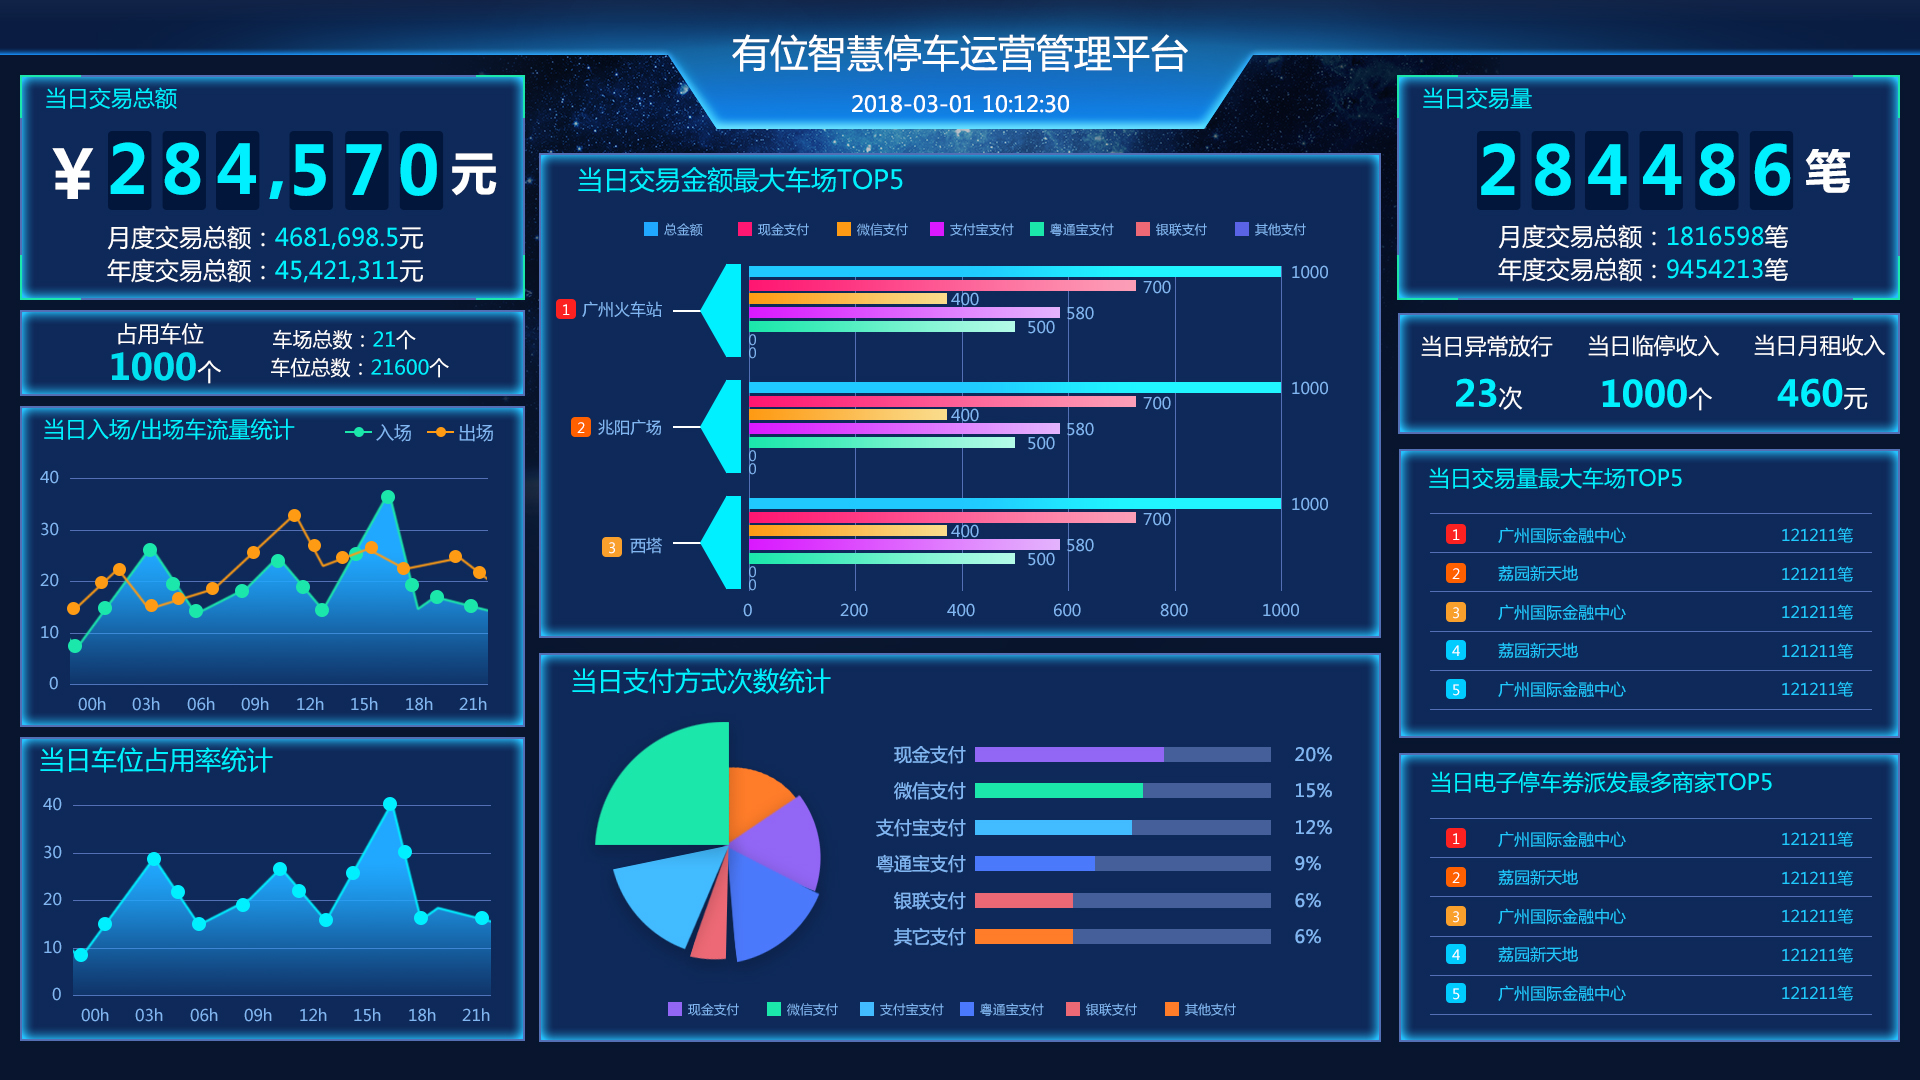 有位智慧停车运营管理平台
2018-03-01 10:12:30
当日交易总额
¥284,570元
月度交易总额：4681,698.5元
年度交易总额：45,421,311元
占用车位
1000个
车场总数：21个
车位总数：21600个
当日入场/出场车流量统计
入场 出场
40
30
20
10
0
00h 03h 06h 09h 12h 15h 18h 21h
当日车位占用率统计
40
30
20
10
0
00h 03h 06h 09h 12h 15h 18h 21h
当日交易金额最大车场TOP5
总金额 现金支付 微信支付 支付宝支付 粤通宝支付 银联支付 其他支付
1 广州火车站
1000
700
400
580
500
0
0
2 兆阳广场
1000
700
400
580
500
0
0
3 西塔
1000
700
400
580
500
0
0
0 200 400 600 800 1000
当日支付方式次数统计
现金支付 20%
微信支付 15%
支付宝支付 12%
粤通宝支付 9%
银联支付 6%
其它支付 6%
现金支付 微信支付 支付宝支付 粤通宝支付 银联支付 其他支付
当日交易量
284486笔
月度交易总额：1816598笔
年度交易总额：9454213笔
当日异常放行 当日临停收入 当日月租收入
23次 1000个 460元
当日交易量最大车场TOP5
1 广州国际金融中心 121211笔
2 荔园新天地 121211笔
3 广州国际金融中心 121211笔
4 荔园新天地 121211笔
5 广州国际金融中心 121211笔
当日电子停车券派发最多商家TOP5
1 广州国际金融中心 121211笔
2 荔园新天地 121211笔
3 广州国际金融中心 121211笔
4 荔园新天地 121211笔
5 广州国际金融中心 121211笔